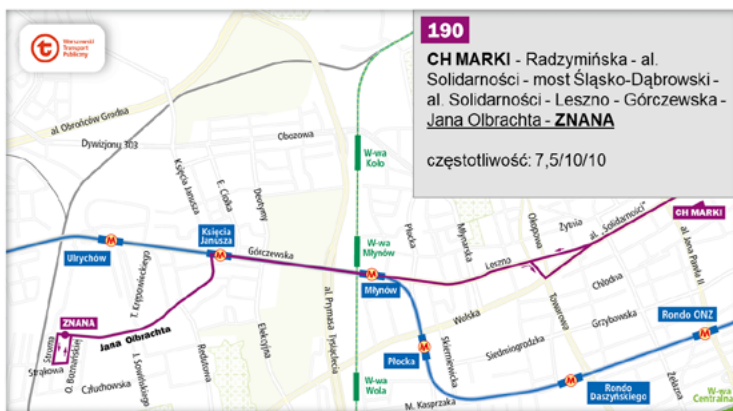 Warszawski
Transport
Publiczny
190
CH MARKI - Radzymińska - al.
Solidarności - most Śląsko-Dąbrowski -
al. Solidarności - Leszno - Górczewska -
Jana Olbrachta - ZNANA
częstotliwość: 7,5/10/10
al. Obrońców Grodna
Dywizjonu 303
Obozowa
W-wa
Koło
Księcia Janusza
E. Ciołka
Deotymy
Płocka
Młynarska
Okopowa
Żytnia
al. „Solidarności"
CH MARKI
al. Jana Pawła II
Ulrychów
M
Księcia
Janusza
M
Górczewska
W-wa
Młynów
M
Młynów
Leszno
Chłodna
T. Krępowieckiego
al. Prymasa Tysiąclecia
Wolska
Towarowa
Grzybowska
Rondo ONZ
M
ZNANA
Jana Olbrachta
Stroma
O. Boznańskiej
Strąkowa
Człuchowska
J. Sowińskiego
Redutowa
Elekcyjna
Płocka
M
Skierniewicka
Siedmiogrodzka
M
Rondo
Daszyńskiego
Żelazna
W-wa
Centralna
W-wa
Wola
M. Kasprzaka